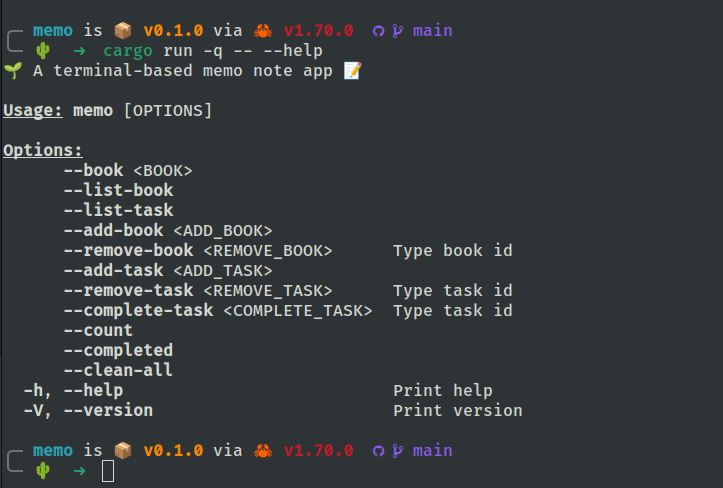 memo is 📦 v0.1.0 via 🦀 v1.70.0 main
🌵 ➜ cargo run -q -- --help
🌱 A terminal-based memo note app 📝
Usage: memo [OPTIONS]
Options:
--book <BOOK>
--list-book
--list-task
--add-book <ADD_BOOK>
--remove-book <REMOVE_BOOK> Type book id
--add-task <ADD_TASK>
--remove-task <REMOVE_TASK> Type task id
--complete-task <COMPLETE_TASK> Type task id
--count
--completed
--clean-all
-h, --help Print help
-V, --version Print version
memo is 📦 v0.1.0 via 🦀 v1.70.0 main
🌵 ➜